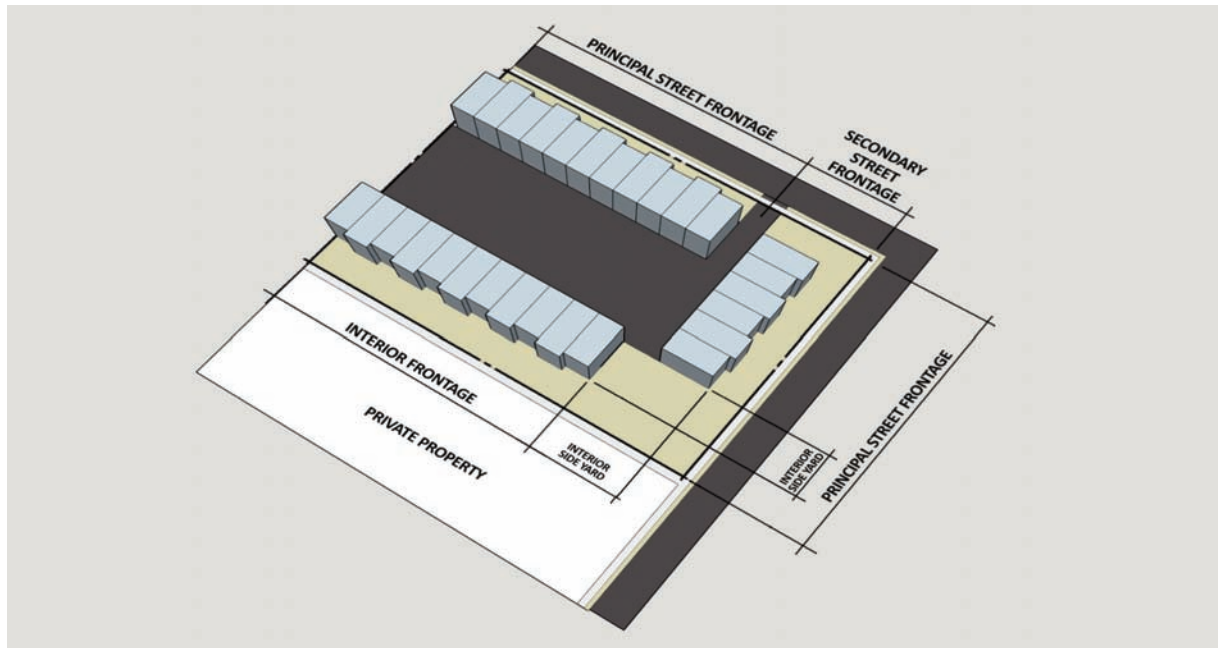 PRINCIPAL STREET FRONTAGE
SECONDARY
STREET
FRONTAGE
INTERIOR FRONTAGE
PRIVATE PROPERTY
INTERIOR
SIDE YARD
INTERIOR
SIDE YARD
PRINCIPAL STREET FRONTAGE